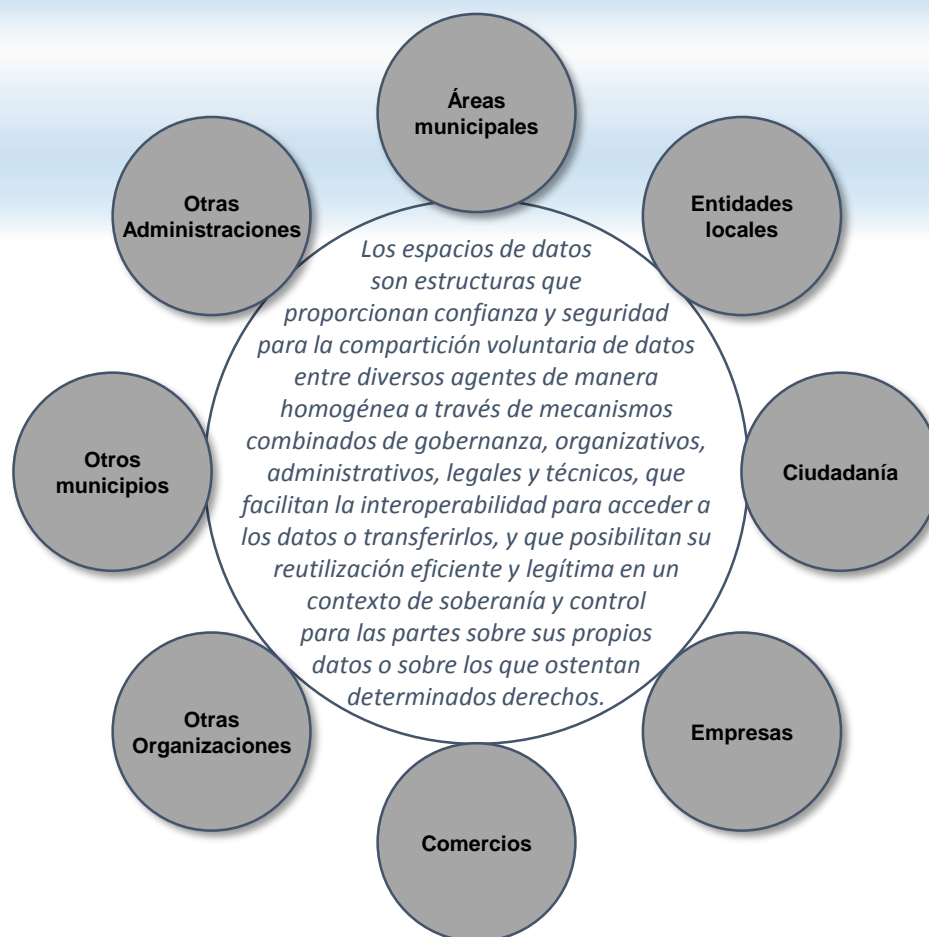 Áreas
municipales
Otras
Administraciones
Entidades
locales
Los espacios de datos
son estructuras que
proporcionan confianza y seguridad
para la compartición voluntaria de datos
entre diversos agentes de manera
homogénea a través de mecanismos
combinados de gobernanza, organizativos,
administrativos, legales y técnicos, que
facilitan la interoperabilidad para acceder a
los datos o transferirlos, y que posibilitan su
reutilización eficiente y legítima en un
contexto de soberanía y control
para las partes sobre sus propios
datos o sobre los que ostentan
determinados derechos.
Otros
municipios
Ciudadanía
Otras
Organizaciones
Empresas
Comercios